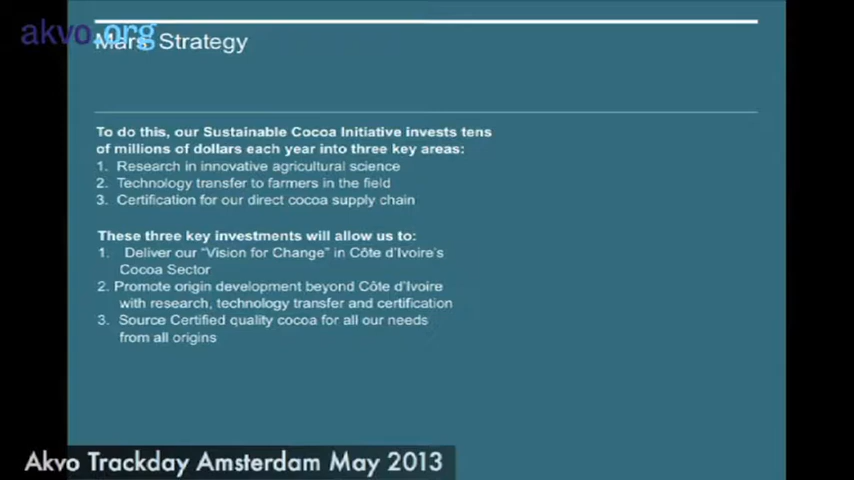 akvo.org
Mars Strategy
To do this, our Sustainable Cocoa Initiative invests tens
of millions of dollars each year into three key areas:
1. Research in innovative agricultural science
2. Technology transfer to farmers in the field
3. Certification for our direct cocoa supply chain
These three key investments will allow us to:
1. Deliver our “Vision for Change” in Côte d’Ivoire’s
Cocoa Sector
2. Promote origin development beyond Côte d’Ivoire
with research, technology transfer and certification
3. Source Certified quality cocoa for all our needs
from all origins
Akvo Trackday Amsterdam May 2013